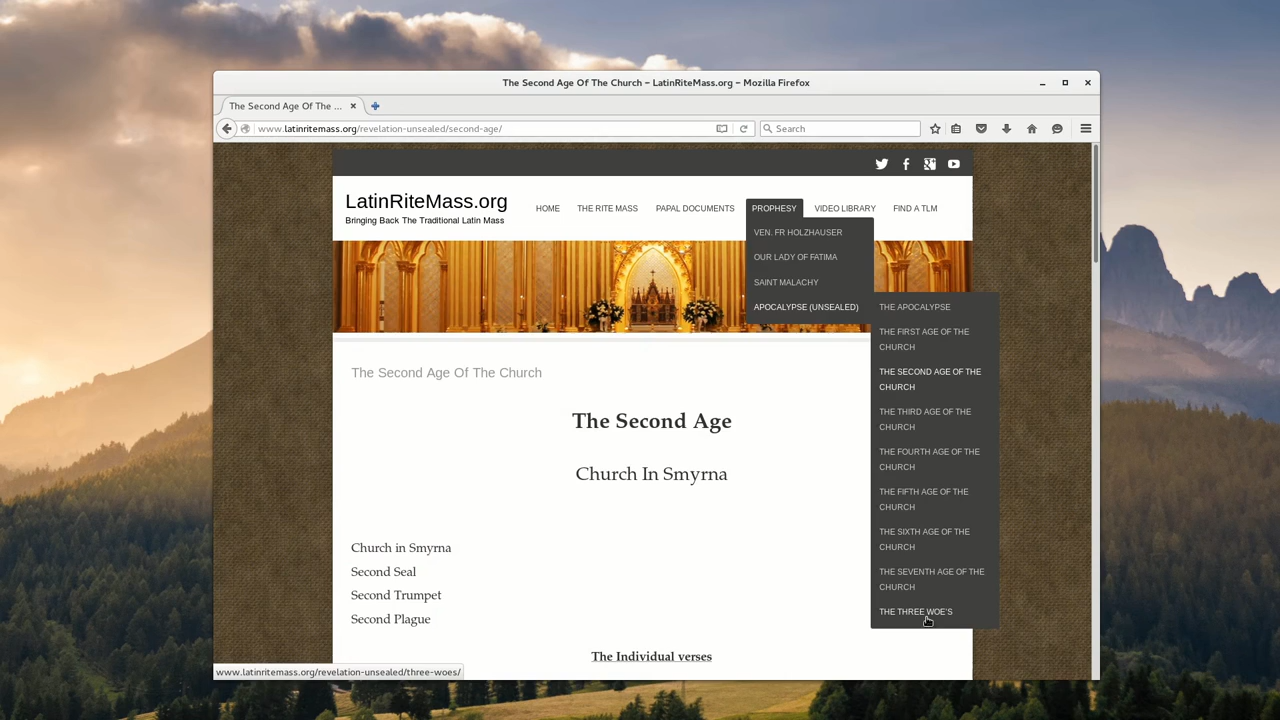 The Second Age Of The Church – LatinRiteMass.org – Mozilla Firefox
The Second Age Of The ...
www.latinritemass.org/revelation-unsealed/second-age/
Search
LatinRiteMass.org
Bringing Back The Traditional Latin Mass
HOME
THE RITE MASS
PAPAL DOCUMENTS
PROPHESY
VIDEO LIBRARY
FIND A TLM
VEN. FR HOLZHAUSER
OUR LADY OF FATIMA
SAINT MALACHY
APOCALYPSE (UNSEALED)
THE APOCALYPSE
THE FIRST AGE OF THE
CHURCH
THE SECOND AGE OF THE
CHURCH
THE THIRD AGE OF THE
CHURCH
THE FOURTH AGE OF THE
CHURCH
THE FIFTH AGE OF THE
CHURCH
THE SIXTH AGE OF THE
CHURCH
THE SEVENTH AGE OF THE
CHURCH
THE THREE WOE'S
The Second Age Of The Church
The Second Age
Church In Smyrna
Church in Smyrna
Second Seal
Second Trumpet
Second Plague
The Individual verses
www.latinritemass.org/revelation-unsealed/three-woes/